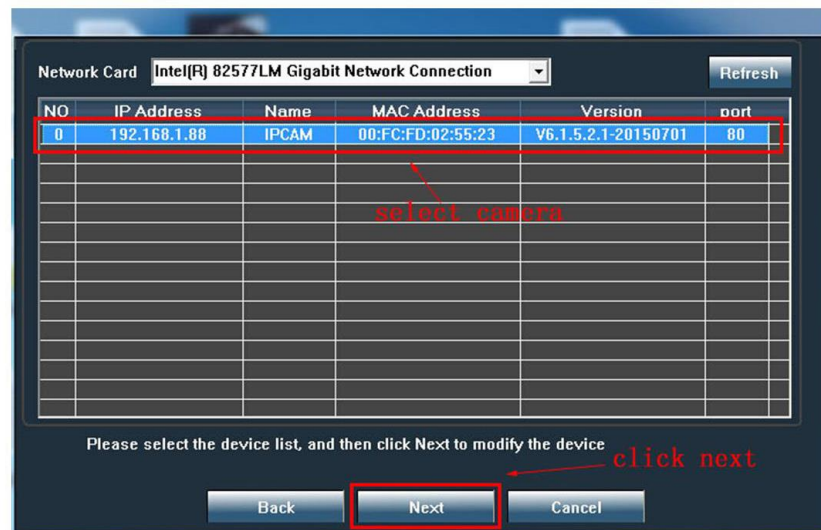 Network Card Intel(R) 82577LM Gigabit Network Connection Refresh
NO IP Address Name MAC Address Version port
0 192.168.1.88 IPCAM 00:FC:FD:02:55:23 V6.1.5.2.1-20150701 80
select camera
Please select the device list, and then click Next to modify the device
click next
Back Next Cancel